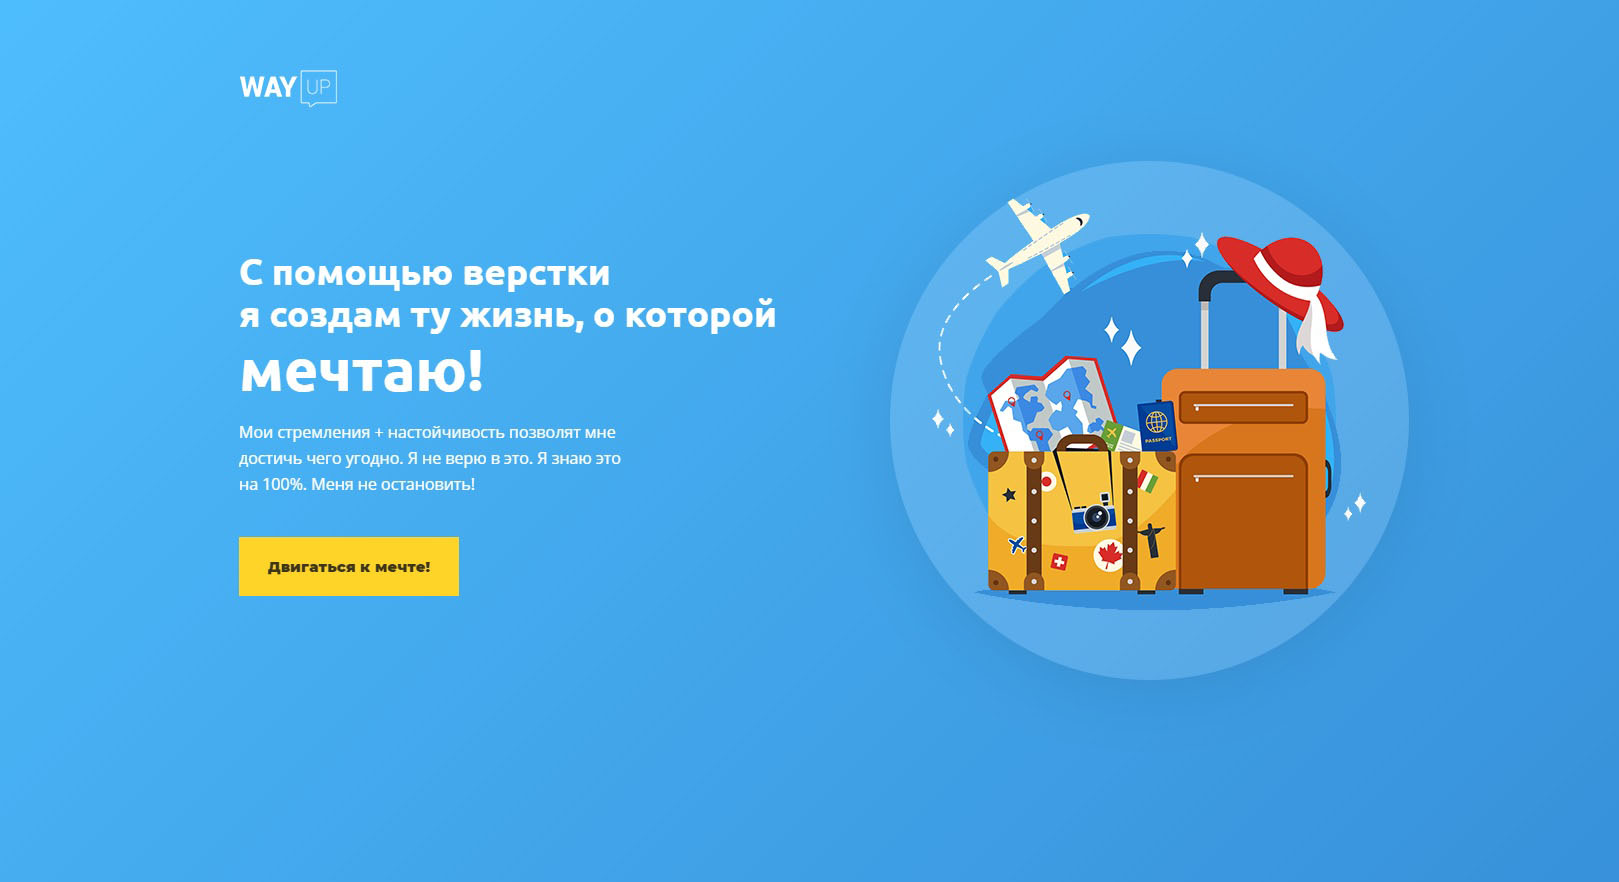 WAY UP
С помощью верстки
я создам ту жизнь, о которой
мечтаю!
Мои стремления + настойчивость позволят мне
достичь чего угодно. Я не верю в это. Я знаю это
на 100%. Меня не остановить!
Двигаться к мечте!
PASSPORT